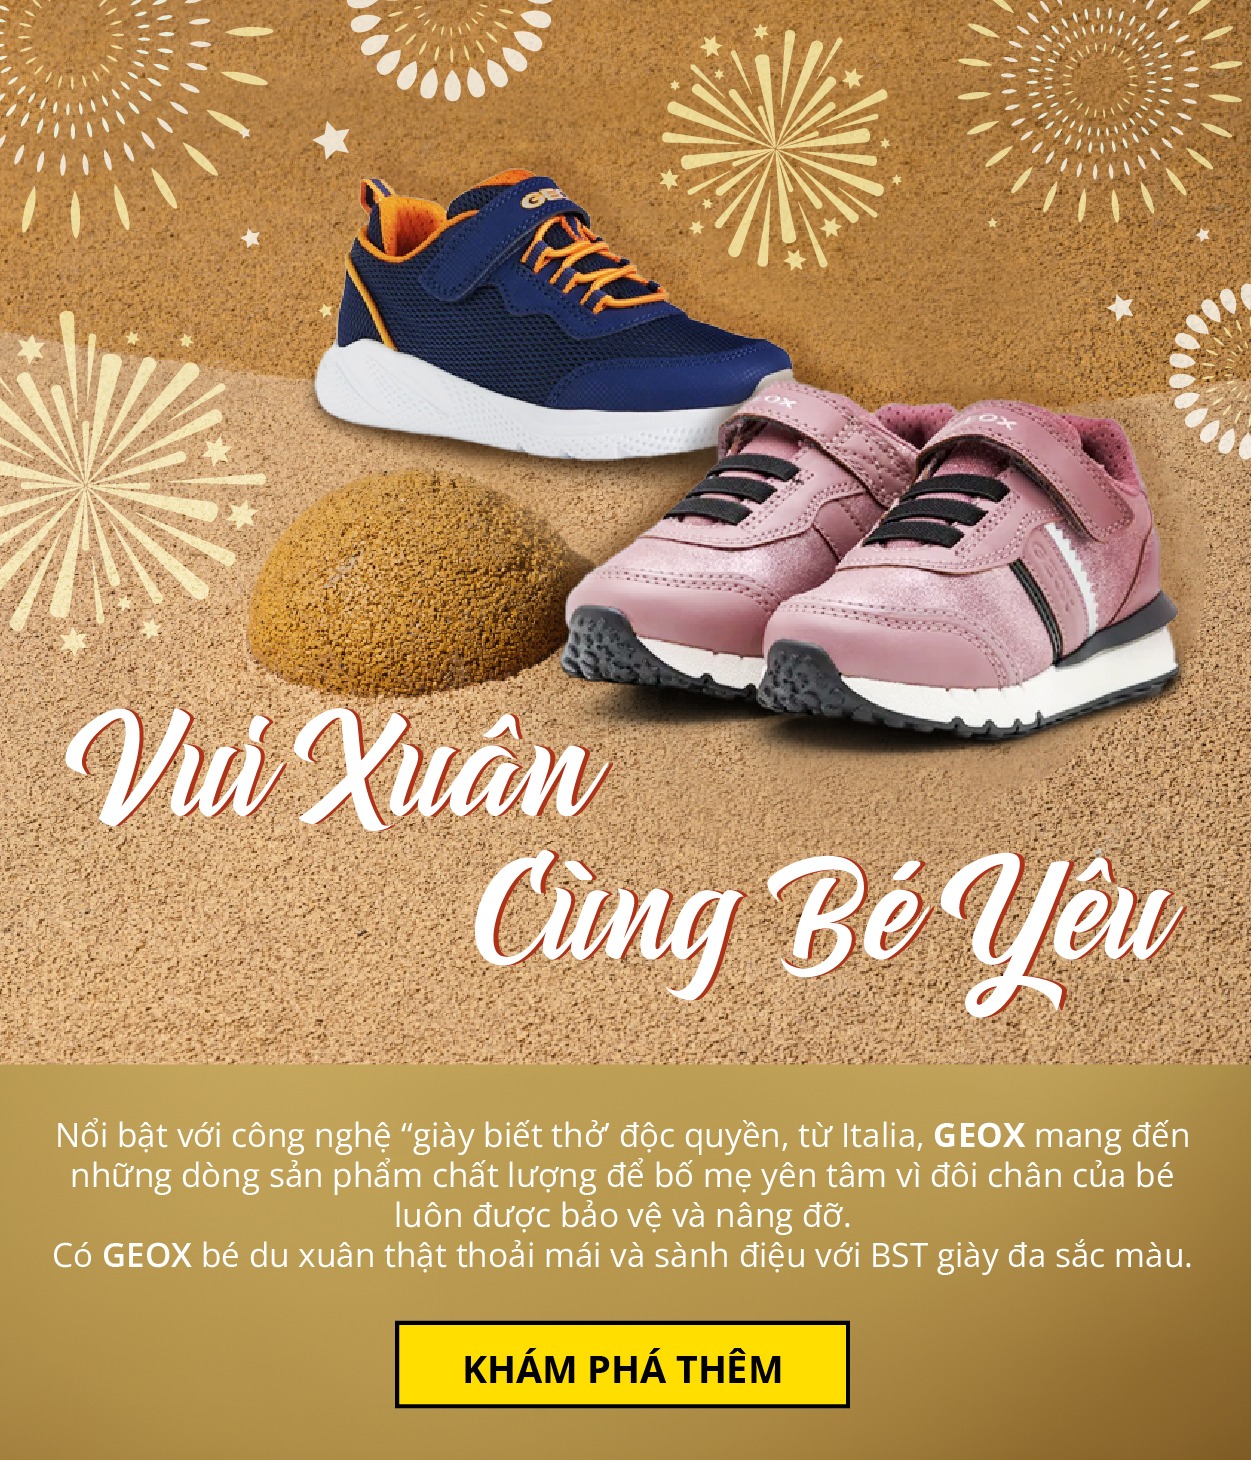 GEOX
GEOX
Vui Xuân
Cùng Bé Yêu
Nổi bật với công nghệ “giày biết thở’ độc quyền, từ Italia, GEOX mang đến
những dòng sản phẩm chất lượng để bố mẹ yên tâm vì đôi chân của bé
luôn được bảo vệ và nâng đỡ.
Có GEOX bé du xuân thật thoải mái và sành điệu với BST giày đa sắc màu.
KHÁM PHÁ THÊM